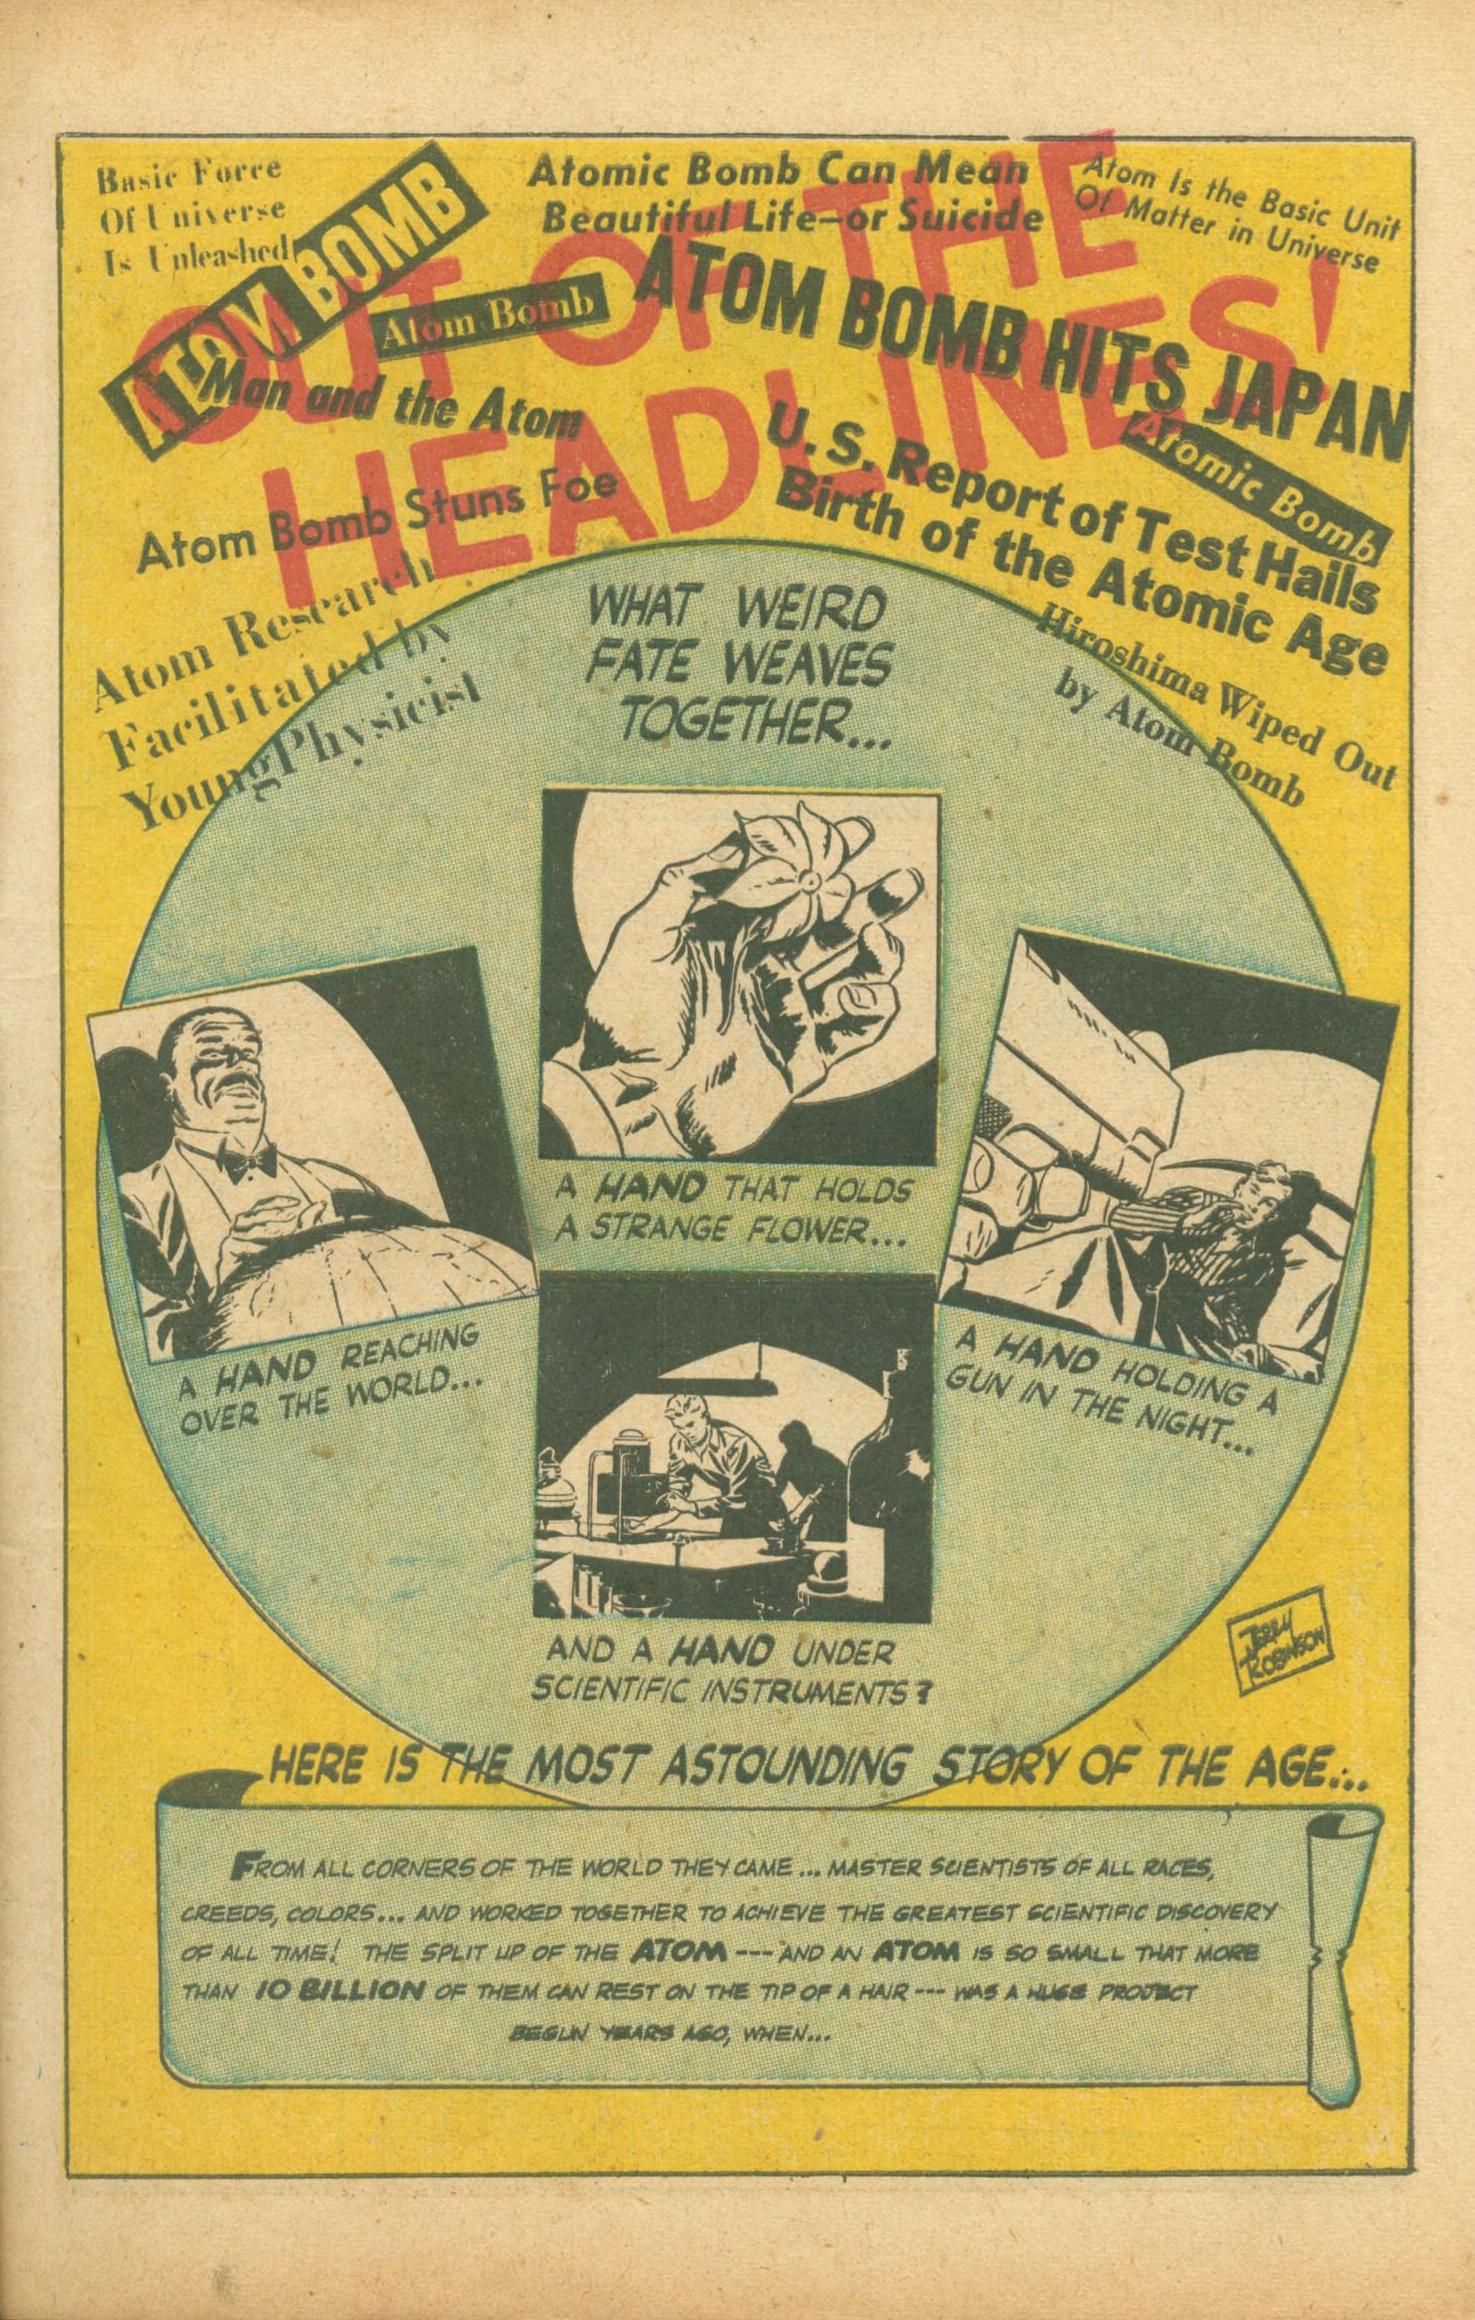 OUT OF THE
HEADLINES!
Basic Force
Of Universe
Is Unleashed
ATOM BOMB
Atomic Bomb Can Mean
Beautiful Life—or Suicide
Atom Is the Basic Unit
Of Matter in Universe
Atom Bomb
ATOM BOMB HITS JAPAN
Man and the Atom
Atomic Bomb
U.S. Report of Test Hails
Birth of the Atomic Age
Atom Bomb Stuns Foe
Atom Research
Facilitated by
Young Physicist
Hiroshima Wiped Out
by Atom Bomb
WHAT WEIRD
FATE WEAVES
TOGETHER...
A HAND THAT HOLDS
A STRANGE FLOWER...
A HAND REACHING
OVER THE WORLD...
A HAND HOLDING A
GUN IN THE NIGHT...
AND A HAND UNDER
SCIENTIFIC INSTRUMENTS?
JERRY
ROBINSON
HERE IS THE MOST ASTOUNDING STORY OF THE AGE...
FROM ALL CORNERS OF THE WORLD THEY CAME... MASTER SCIENTISTS OF ALL RACES,
CREEDS, COLORS... AND WORKED TOGETHER TO ACHIEVE THE GREATEST SCIENTIFIC DISCOVERY
OF ALL TIME! THE SPLIT UP OF THE ATOM --- AND AN ATOM IS SO SMALL THAT MORE
THAN 10 BILLION OF THEM CAN REST ON THE TIP OF A HAIR --- WAS A HUGE PROJECT
BEGUN YEARS AGO, WHEN...